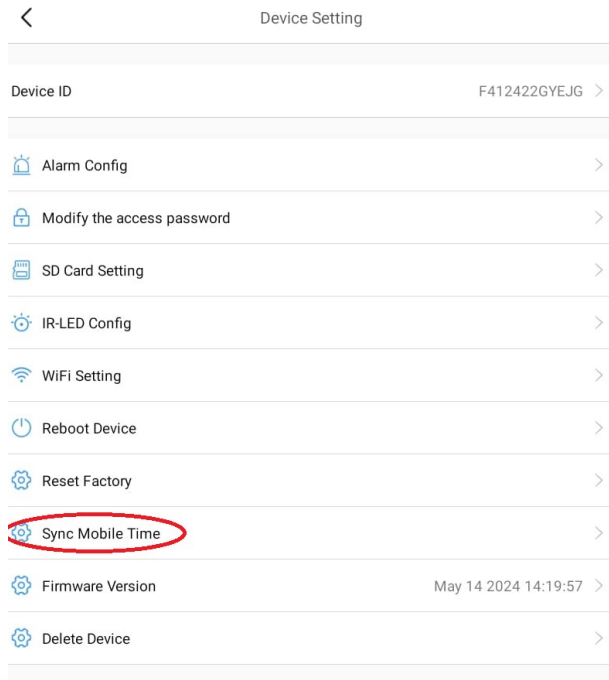 Device Setting
Device ID F412422GYEJG
Alarm Config
Modify the access password
SD Card Setting
IR-LED Config
WiFi Setting
Reboot Device
Reset Factory
Sync Mobile Time
Firmware Version May 14 2024 14:19:57
Delete Device